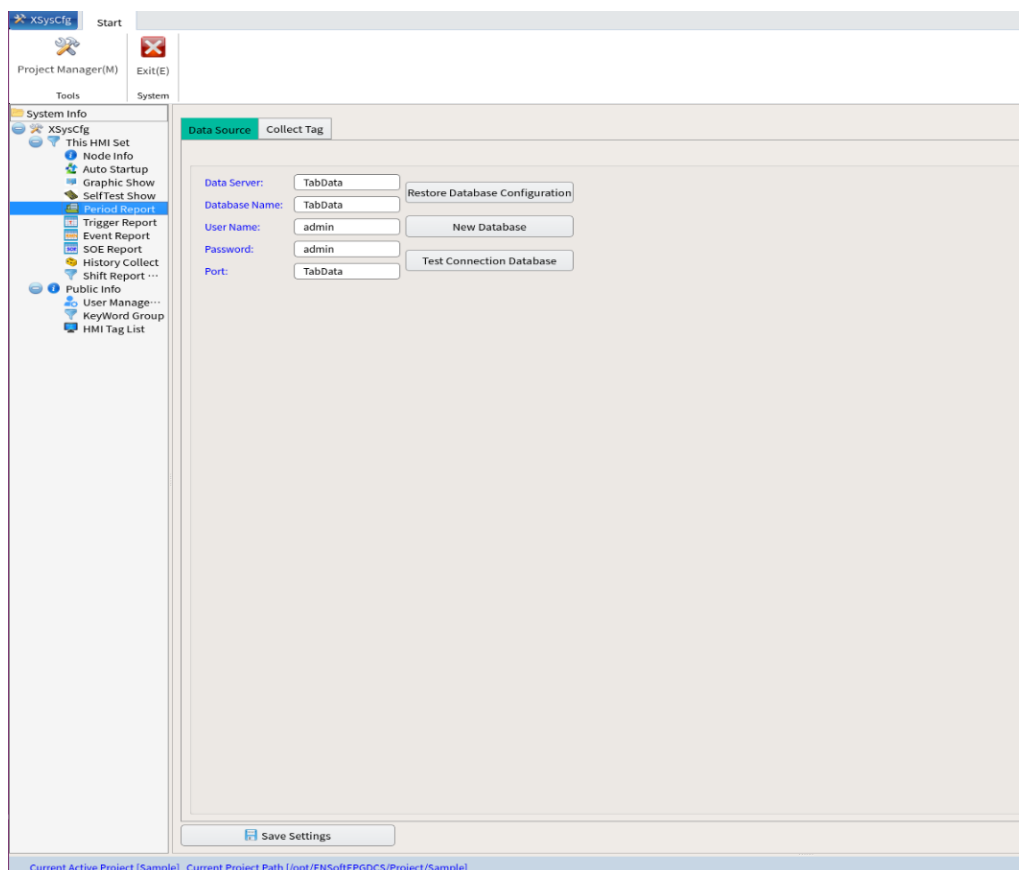 XSysCfg
Start
Project Manager(M)
Exit(E)
Tools
System
System Info
XSysCfg
This HMI Set
Node Info
Auto Startup
Graphic Show
SelfTest Show
Period Report
Trigger Report
Event Report
SOE Report
History Collect
Shift Report ···
Public Info
User Manage···
KeyWord Group
HMI Tag List
Data Source
Collect Tag
Data Server: TabData
Restore Database Configuration
Database Name: TabData
User Name: admin
New Database
Password: admin
Test Connection Database
Port: TabData
Save Settings
Current Active Project [Sample] Current Project Path [/opt/ENSoftEPGDCS/Project/Sample]